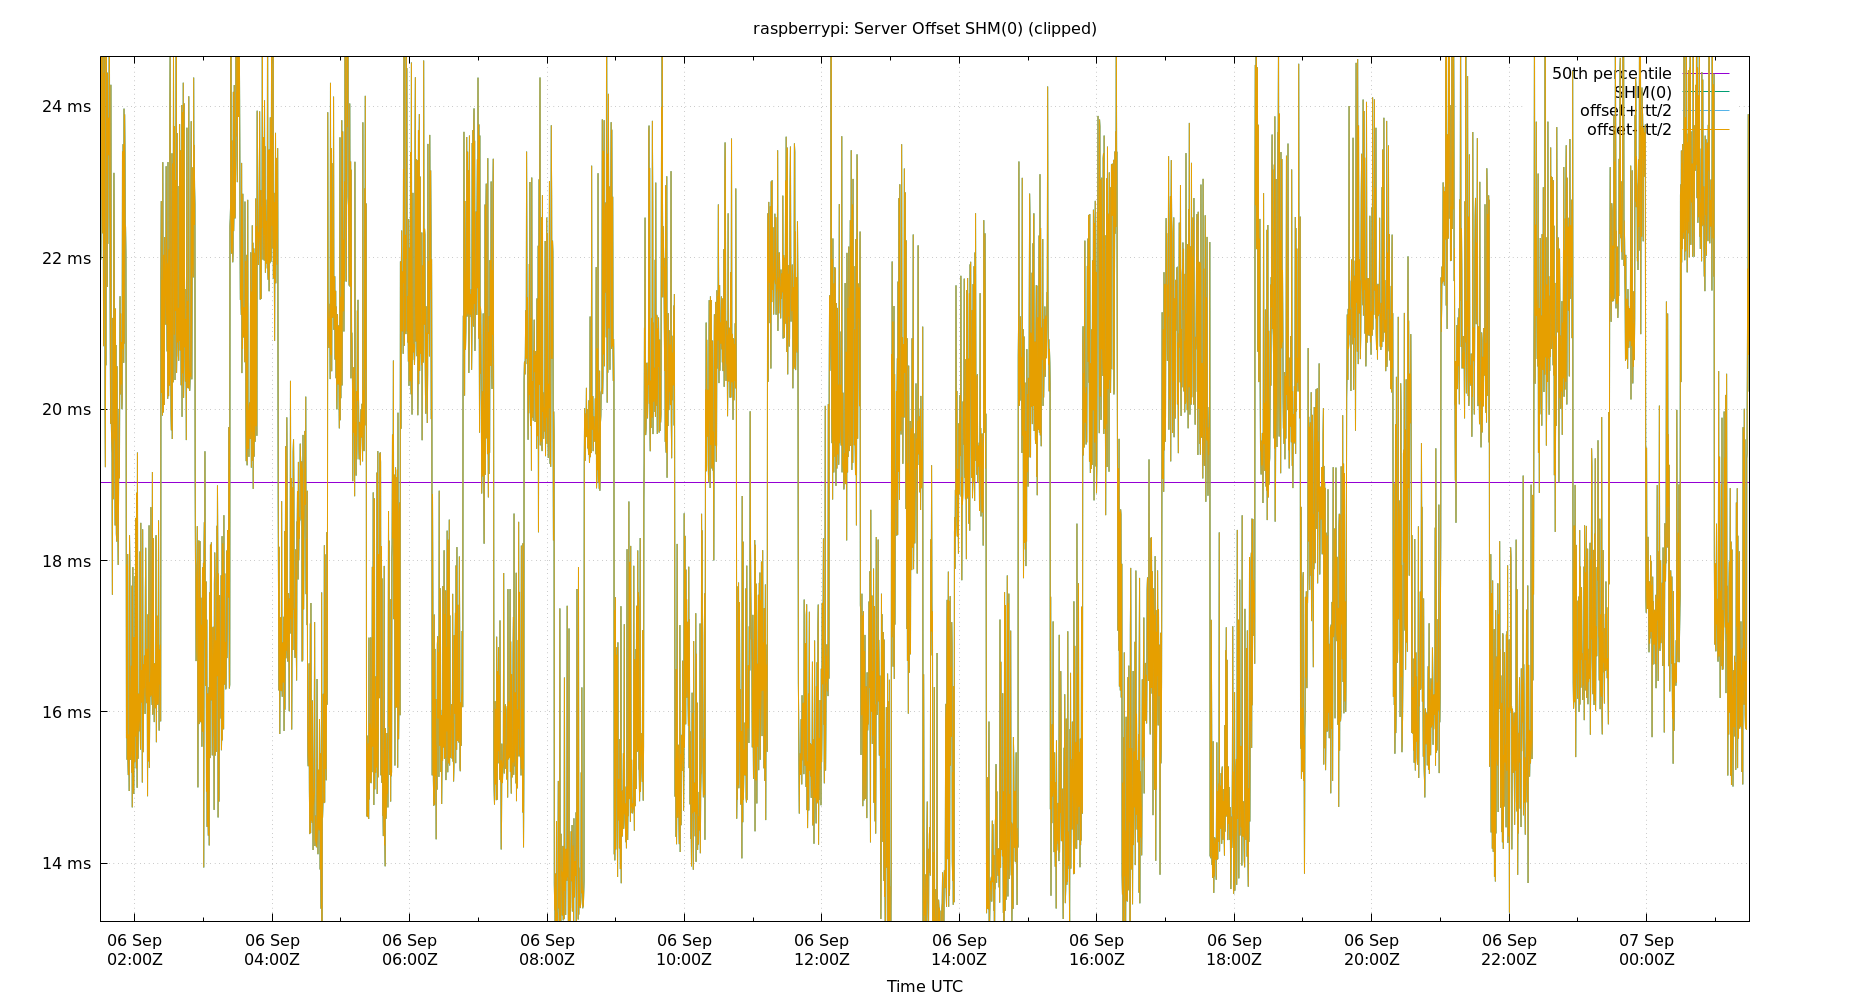 raspberrypi: Server Offset SHM(0) (clipped)
50th percentile
SHM(0)
offset+rtt/2
offset-rtt/2
24 ms
22 ms
20 ms
18 ms
16 ms
14 ms
06 Sep 06 Sep 06 Sep 06 Sep 06 Sep 06 Sep 06 Sep 06 Sep 06 Sep 06 Sep 06 Sep 07 Sep
02:00Z 04:00Z 06:00Z 08:00Z 10:00Z 12:00Z 14:00Z 16:00Z 18:00Z 20:00Z 22:00Z 00:00Z
Time UTC